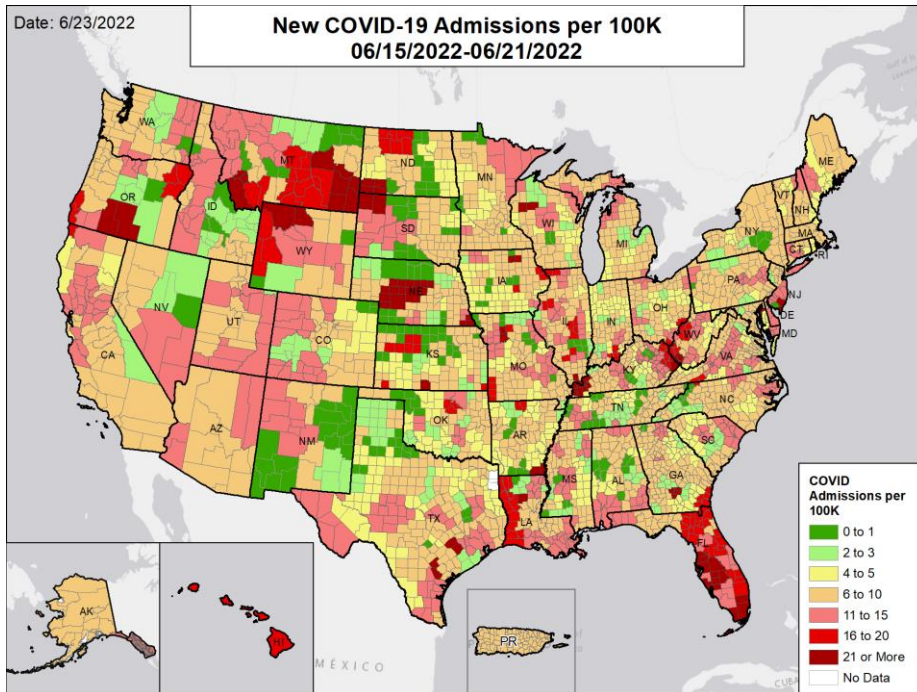 Date: 6/23/2022
New COVID-19 Admissions per 100K
06/15/2022-06/21/2022
WA
MT
ND
MN
ME
OR
ID
SD
WI
MI
VT
NH
NY
MA
CT
RI
WY
IA
PA
NJ
NV
NE
IL
IN
OH
DE
MD
UT
CO
KS
MO
WV
VA
KY
CA
NC
TN
AZ
NM
OK
AR
SC
MS
AL
GA
TX
LA
FL
AK
HI
PR
MÉXICO
CUBA
COVID
Admissions per
100K
0 to 1
2 to 3
4 to 5
6 to 10
11 to 15
16 to 20
21 or More
No Data